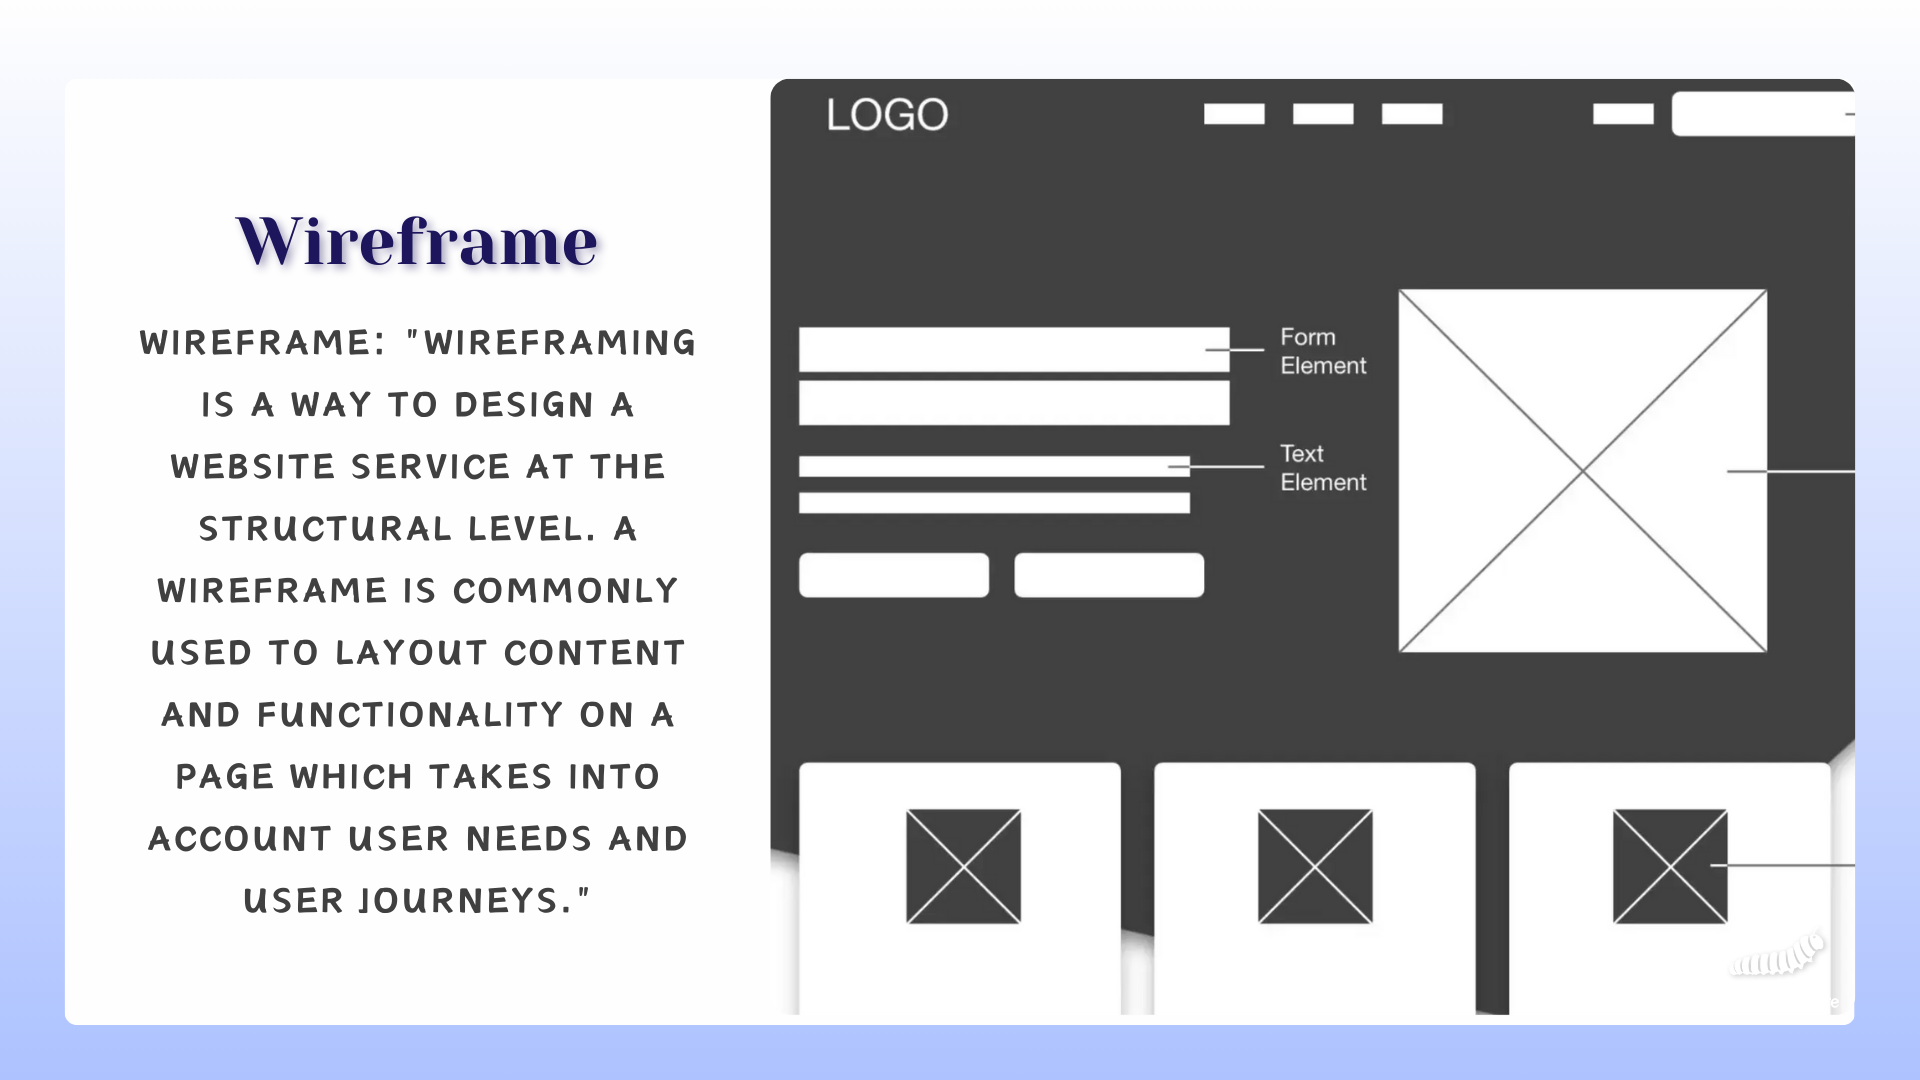 Wireframe
WIREFRAME: "WIREFRAMING
IS A WAY TO DESIGN A
WEBSITE SERVICE AT THE
STRUCTURAL LEVEL. A
WIREFRAME IS COMMONLY
USED TO LAYOUT CONTENT
AND FUNCTIONALITY ON A
PAGE WHICH TAKES INTO
ACCOUNT USER NEEDS AND
USER JOURNEYS."
LOGO
Form
Element
Text
Element